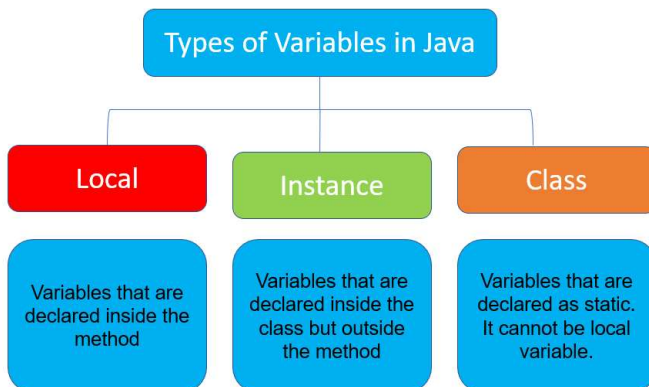 Types of Variables in Java
Local
Instance
Class
Variables that are
declared inside the
method
Variables that are
declared inside the
class but outside
the method
Variables that are
declared as static.
It cannot be local
variable.